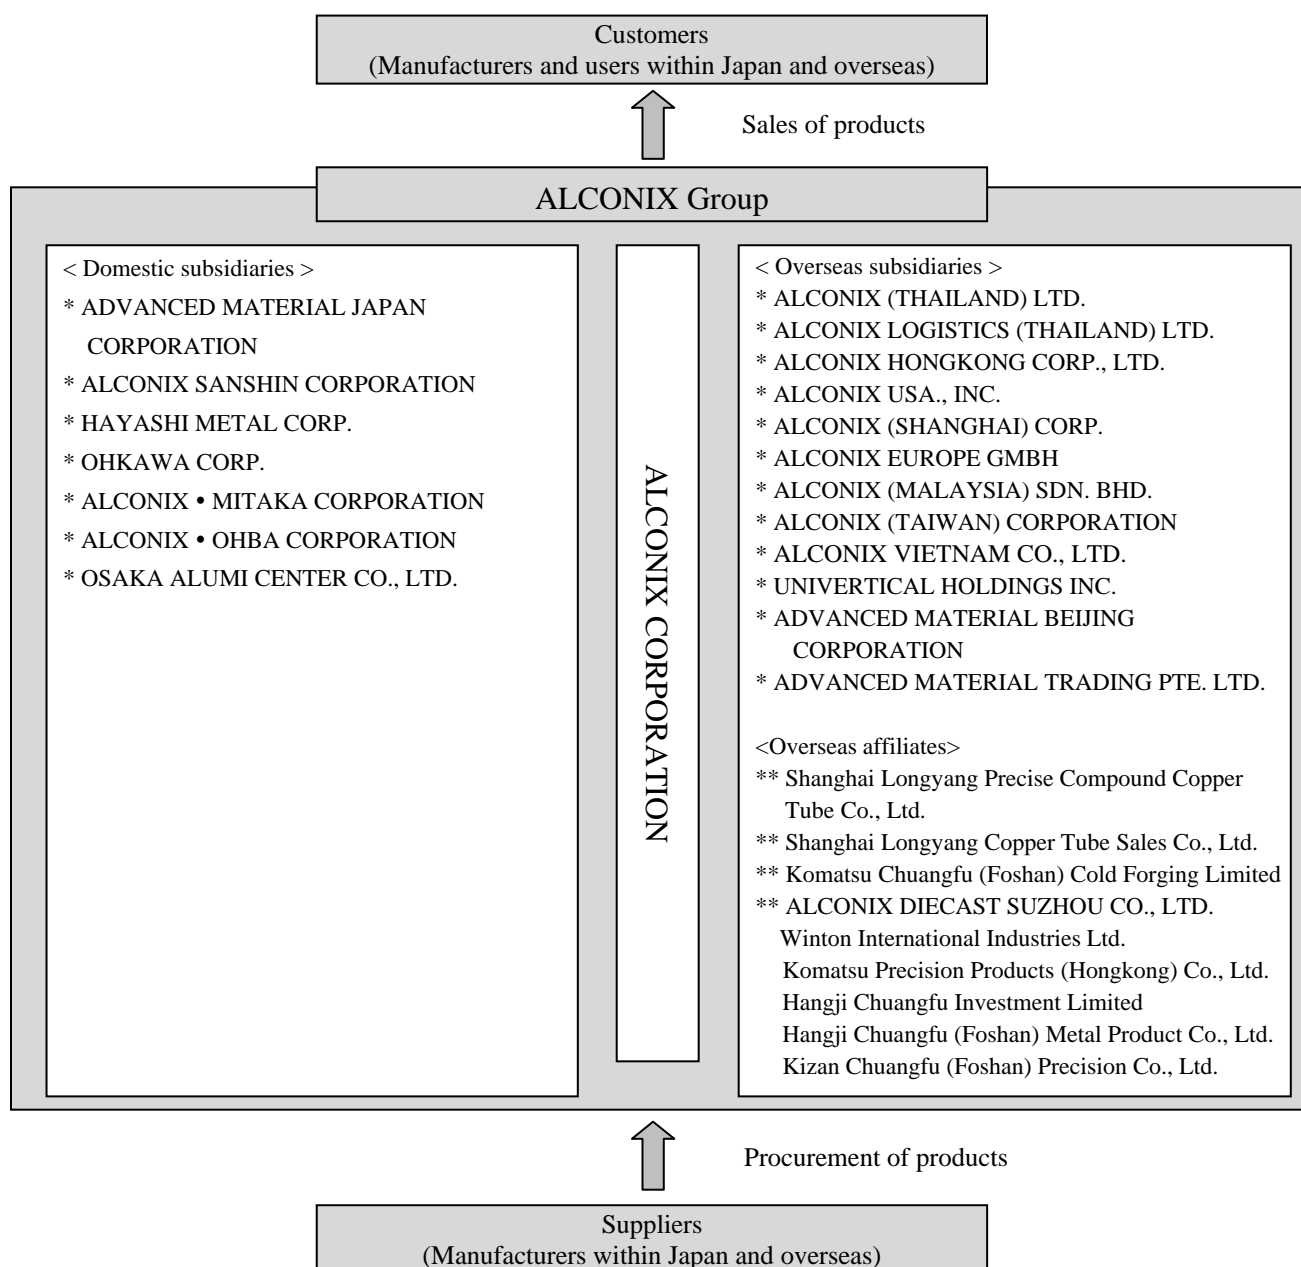 Customers
(Manufacturers and users within Japan and overseas)
Sales of products
ALCONIX Group
< Domestic subsidiaries >
* ADVANCED MATERIAL JAPAN
CORPORATION
* ALCONIX SANSHIN CORPORATION
* HAYASHI METAL CORP.
* OHKAWA CORP.
* ALCONIX • MITAKA CORPORATION
* ALCONIX • OHBA CORPORATION
* OSAKA ALUMI CENTER CO., LTD.
ALCONIX CORPORATION
< Overseas subsidiaries >
* ALCONIX (THAILAND) LTD.
* ALCONIX LOGISTICS (THAILAND) LTD.
* ALCONIX HONGKONG CORP., LTD.
* ALCONIX USA., INC.
* ALCONIX (SHANGHAI) CORP.
* ALCONIX EUROPE GMBH
* ALCONIX (MALAYSIA) SDN. BHD.
* ALCONIX (TAIWAN) CORPORATION
* ALCONIX VIETNAM CO., LTD.
* UNIVERTICAL HOLDINGS INC.
* ADVANCED MATERIAL BEIJING
CORPORATION
* ADVANCED MATERIAL TRADING PTE. LTD.
<Overseas affiliates>
** Shanghai Longyang Precise Compound Copper
Tube Co., Ltd.
** Shanghai Longyang Copper Tube Sales Co., Ltd.
** Komatsu Chuangfu (Foshan) Cold Forging Limited
** ALCONIX DIECAST SUZHOU CO., LTD.
Winton International Industries Ltd.
Komatsu Precision Products (Hongkong) Co., Ltd.
Hangji Chuangfu Investment Limited
Hangji Chuangfu (Foshan) Metal Product Co., Ltd.
Kizan Chuangfu (Foshan) Precision Co., Ltd.
Procurement of products
Suppliers
(Manufacturers within Japan and overseas)